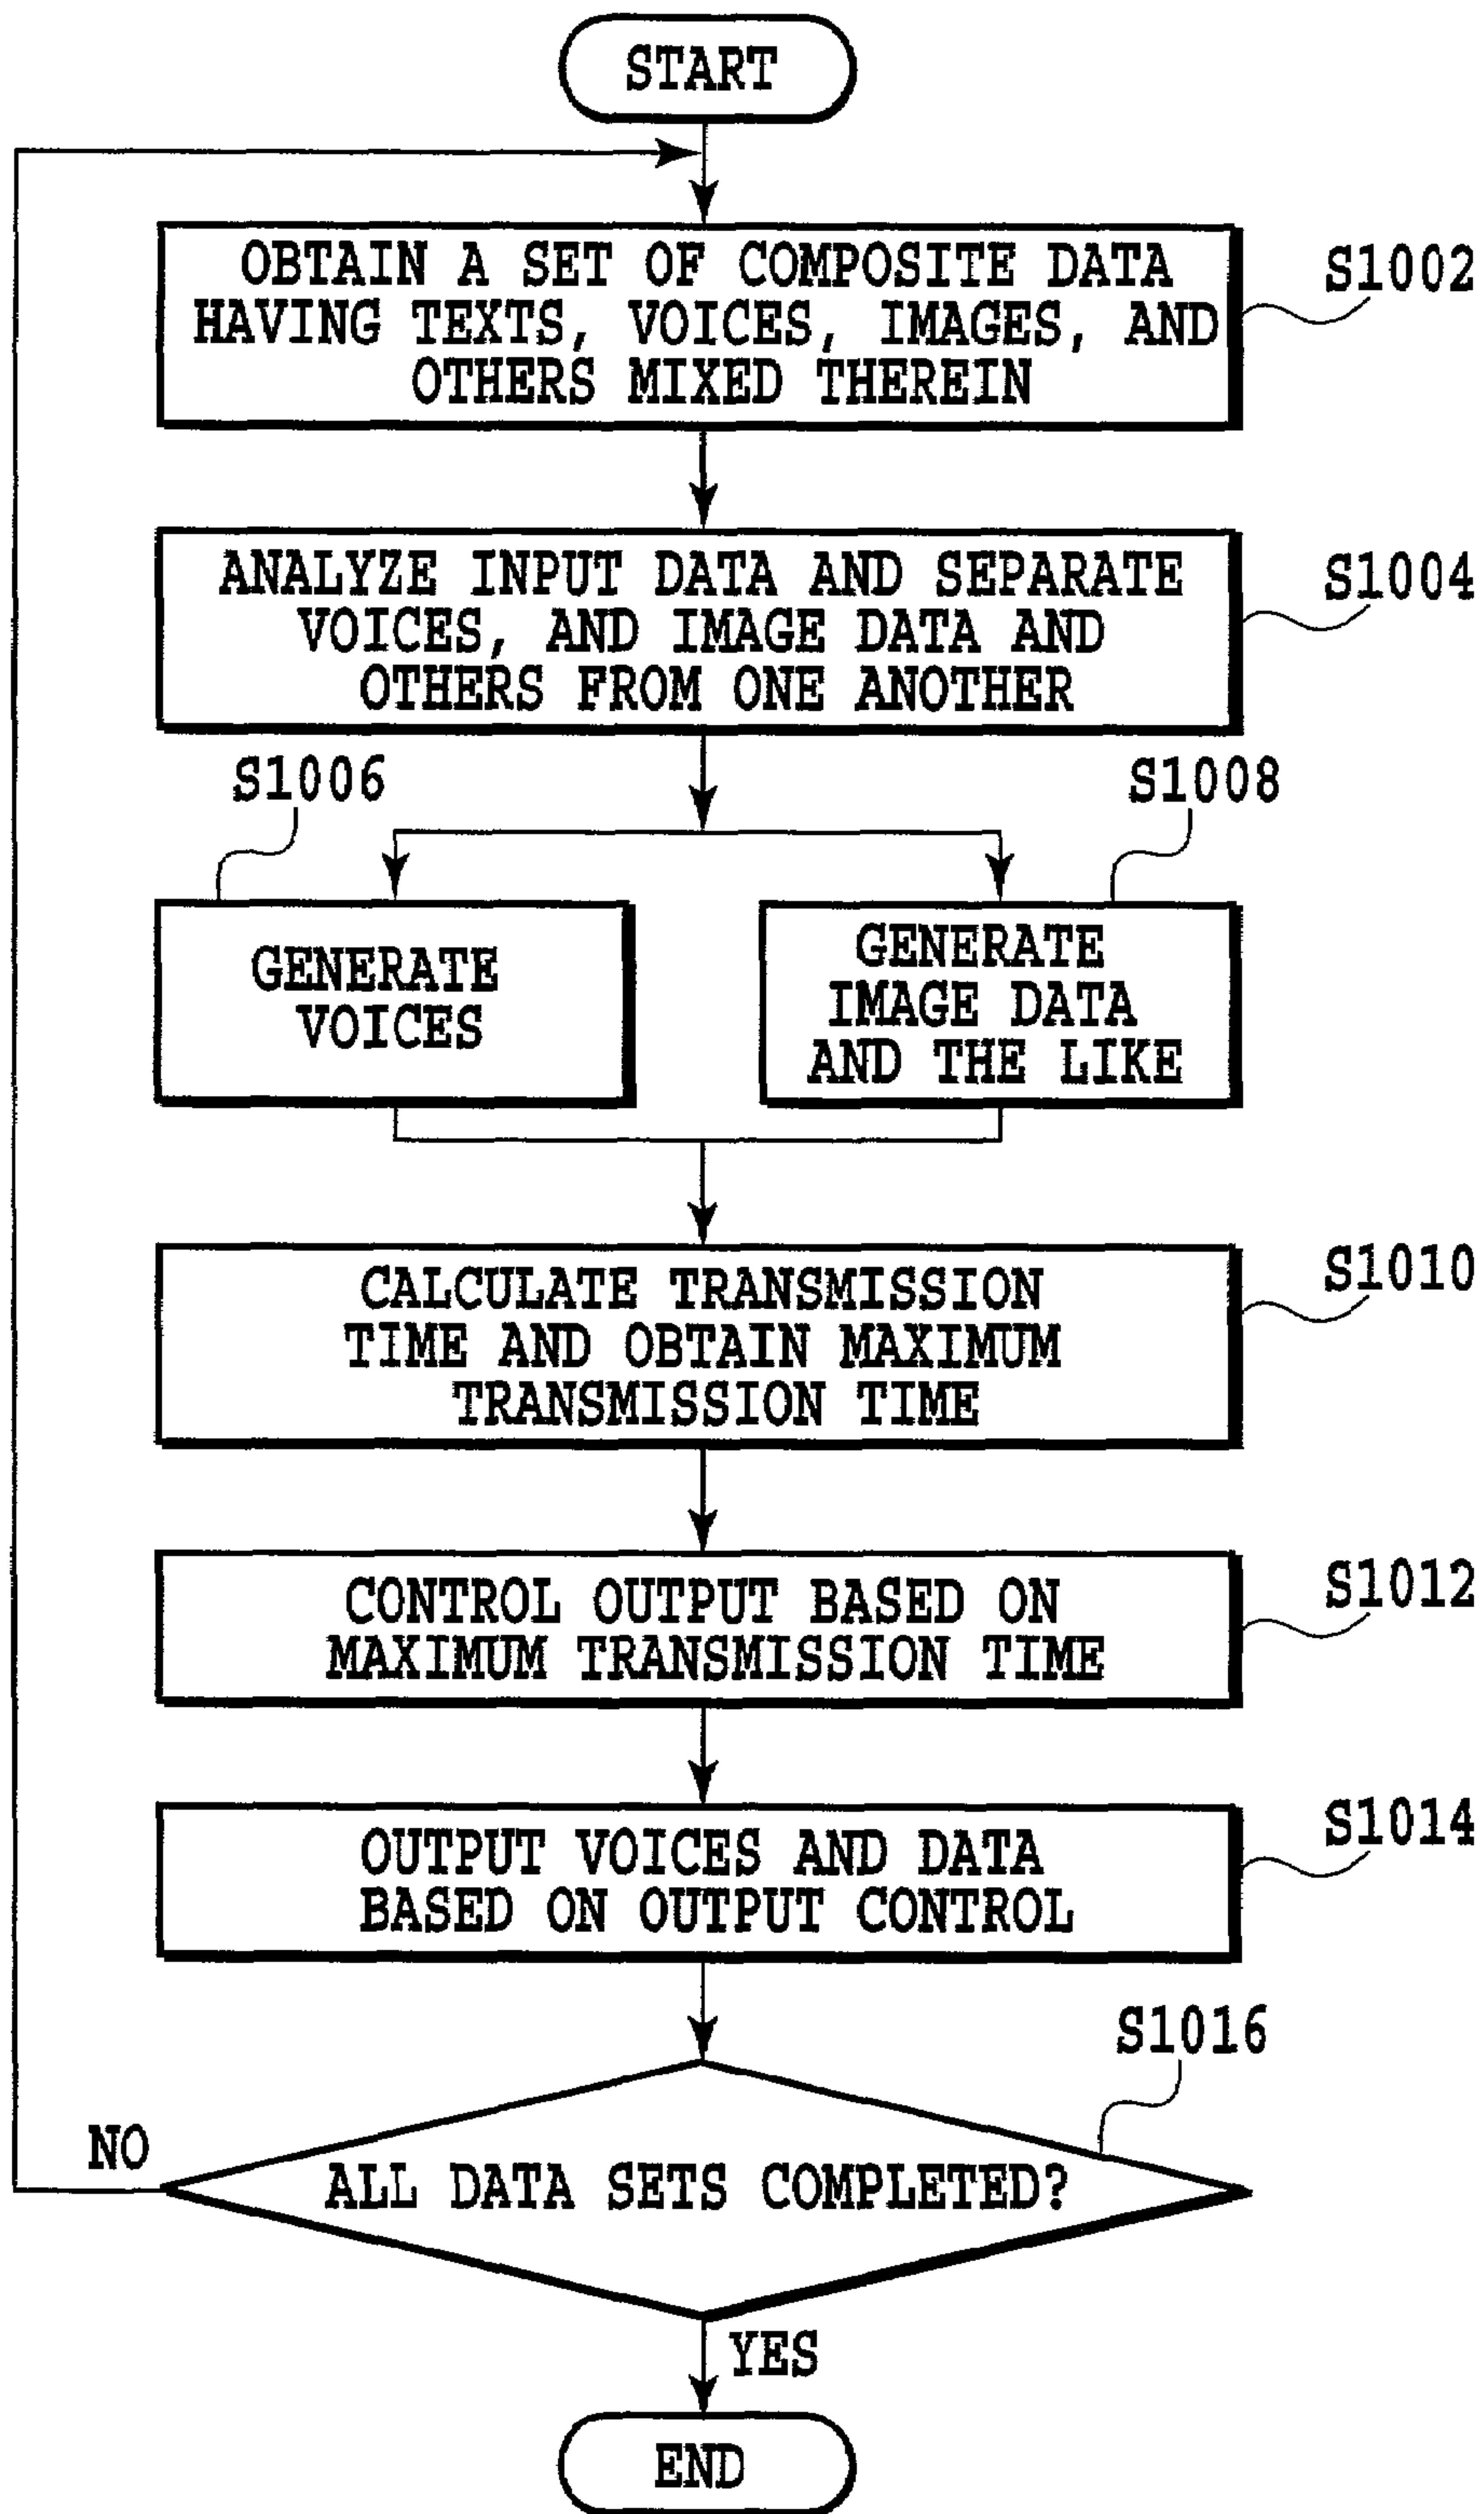 START
OBTAIN A SET OF COMPOSITE DATA
HAVING TEXTS, VOICES, IMAGES, AND
OTHERS MIXED THEREIN
S1002
ANALYZE INPUT DATA AND SEPARATE
VOICES, AND IMAGE DATA AND
OTHERS FROM ONE ANOTHER
S1004
S1006
S1008
GENERATE
VOICES
GENERATE
IMAGE DATA
AND THE LIKE
CALCULATE TRANSMISSION
TIME AND OBTAIN MAXIMUM
TRANSMISSION TIME
S1010
CONTROL OUTPUT BASED ON
MAXIMUM TRANSMISSION TIME
S1012
OUTPUT VOICES AND DATA
BASED ON OUTPUT CONTROL
S1014
S1016
NO
ALL DATA SETS COMPLETED?
YES
END